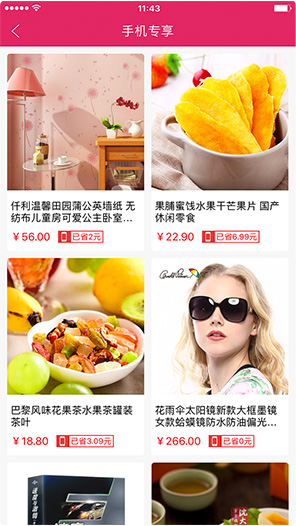 11:43
手机专享
仟利温馨田园蒲公英墙纸 无
纺布儿童房可爱公主卧室…
果脯蜜饯水果干芒果片 国产
休闲零食
￥56.00 已省2元
￥22.90 已省6.99元
巴黎风味花果茶水果茶罐装
茶叶
花雨伞太阳镜新款大框墨镜
女款蛤蟆镜防水防油偏光…
￥18.80 已省3.09元
￥266.00 已省0元